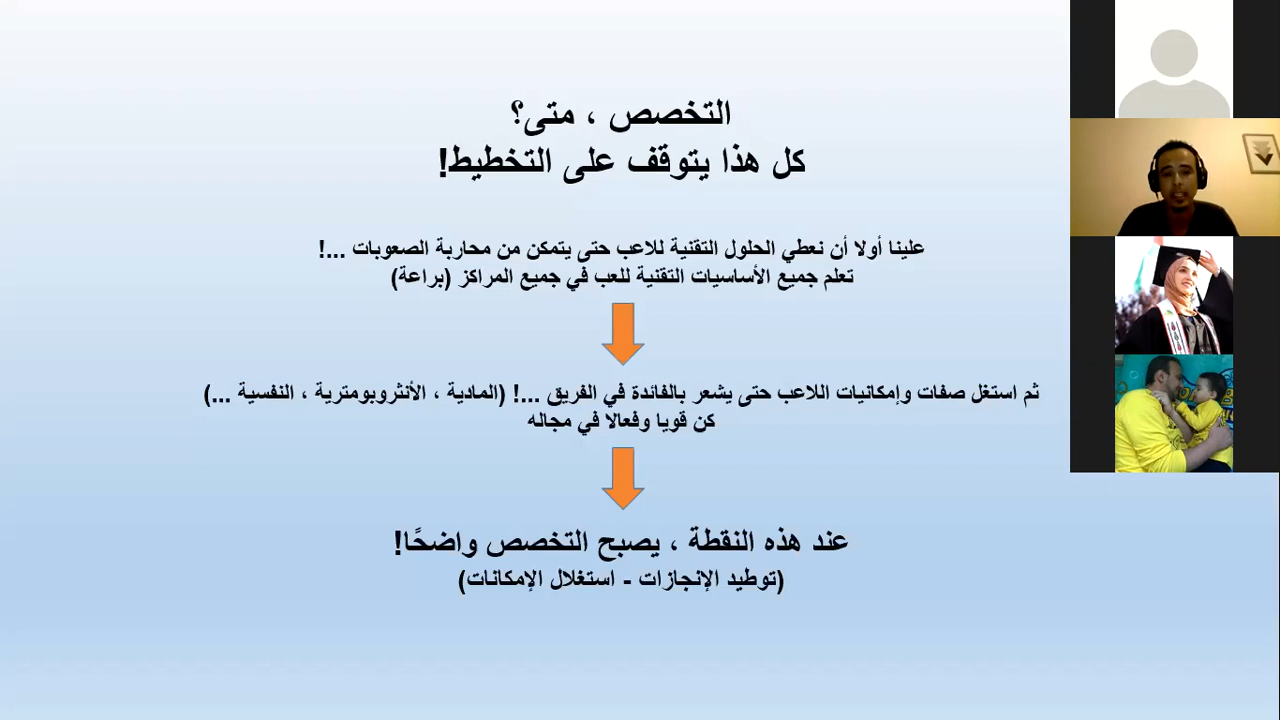 التخصص ، متى؟
كل هذا يتوقف على التخطيط!
علينا أولا أن نعطي الحلول التقنية للاعب حتى يتمكن من محاربة الصعوبات ...!
تعلم جميع الأساسيات التقنية للعب في جميع المراكز (براعة)
ثم استغل صفات وإمكانيات اللاعب حتى يشعر بالفائدة في الفريق ...! (المادية ، الأنثروبومترية ، النفسية ...)
كن قويا وفعالا في مجاله
عند هذه النقطة ، يصبح التخصص واضحًا!
(توطيد الإنجازات - استغلال الإمكانات)